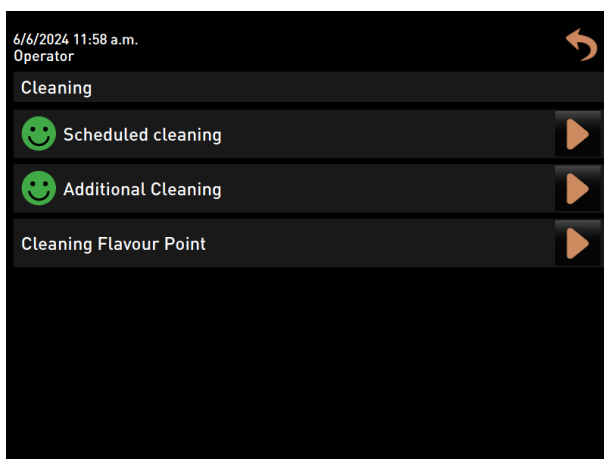 6/6/2024 11:58 a.m.
Operator
Cleaning
Scheduled cleaning
Additional Cleaning
Cleaning Flavour Point